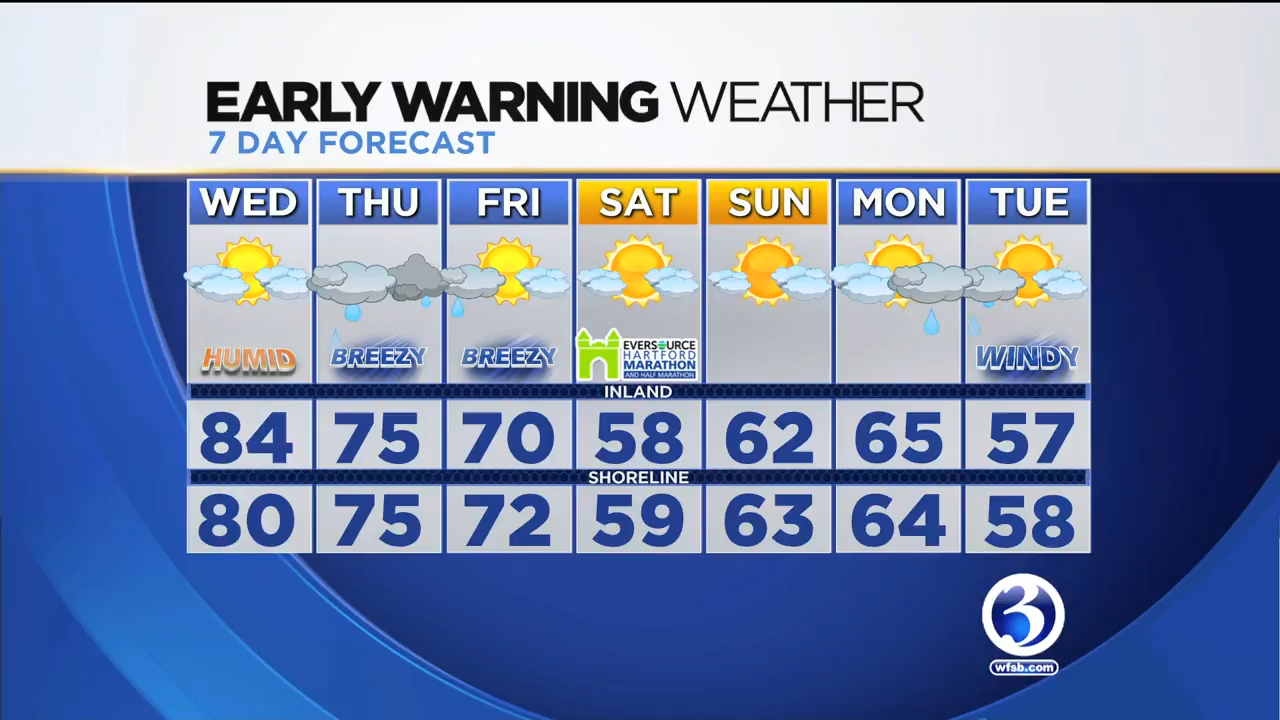 EARLY WARNING WEATHER
7 DAY FORECAST
WED THU FRI SAT SUN MON TUE
EVERSOURCE
HARTFORD
MARATHON
AND HALF MARATHON
HUMID BREEZY BREEZY WINDY
INLAND
84 75 70 58 62 65 57
SHORELINE
80 75 72 59 63 64 58
3
wfsb.com